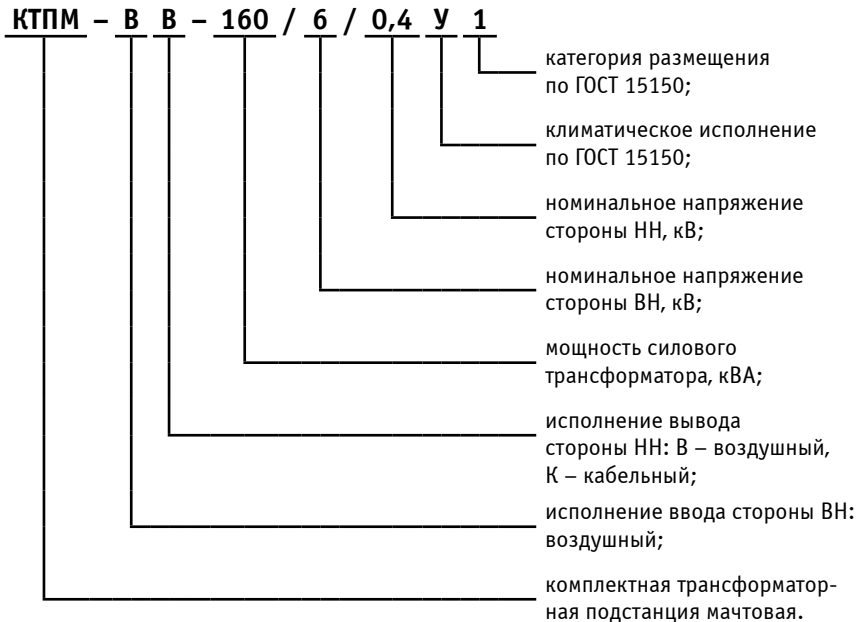 КТПМ – В В – 160 / 6 / 0,4 У 1
категория размещения
по ГОСТ 15150;
климатическое исполнение
по ГОСТ 15150;
номинальное напряжение
стороны НН, кВ;
номинальное напряжение
стороны ВН, кВ;
мощность силового
трансформатора, кВА;
исполнение вывода
стороны НН: В – воздушный,
К – кабельный;
исполнение ввода стороны ВН:
воздушный;
комплектная трансформатор-
ная подстанция мачтовая.